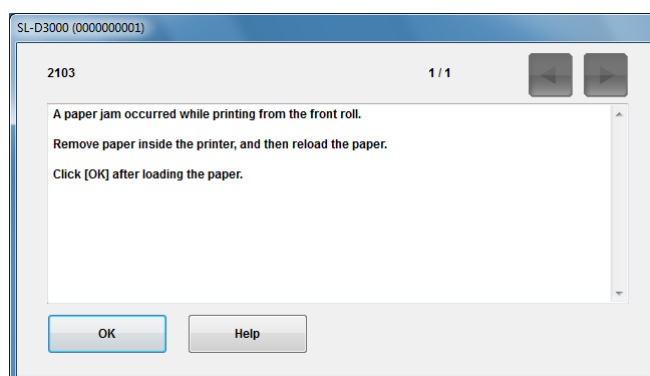 SL-D3000 (0000000001)
2103
1 / 1
A paper jam occurred while printing from the front roll.
Remove paper inside the printer, and then reload the paper.
Click [OK] after loading the paper.
OK
Help